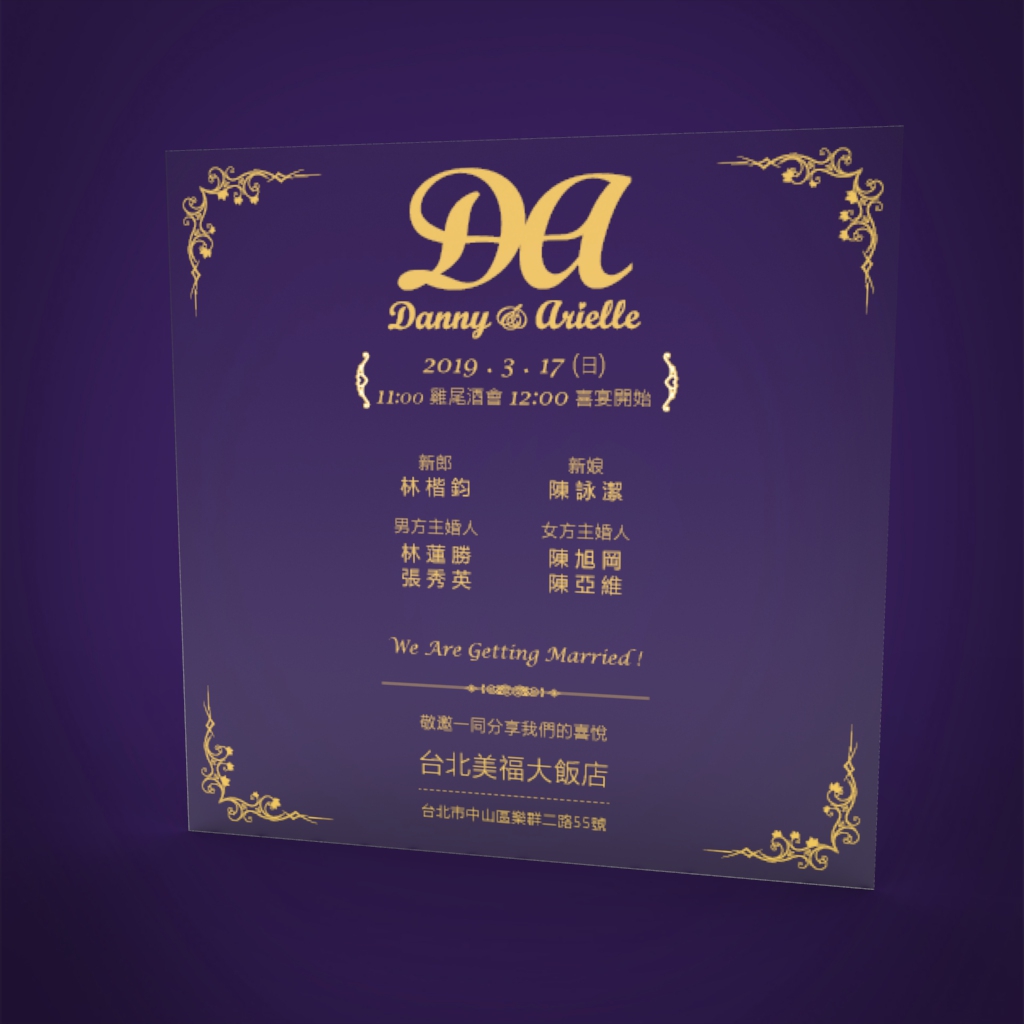 DA
Danny & Arielle
2019 . 3 . 17 (日)
11:00 雞尾酒會 12:00 喜宴開始
新郎 新娘
林楷鈞 陳詠潔
男方主婚人 女方主婚人
林蓮勝 陳旭岡
張秀英 陳亞維
We Are Getting Married !
敬邀一同分享我們的喜悅
台北美福大飯店
台北市中山區樂群二路55號